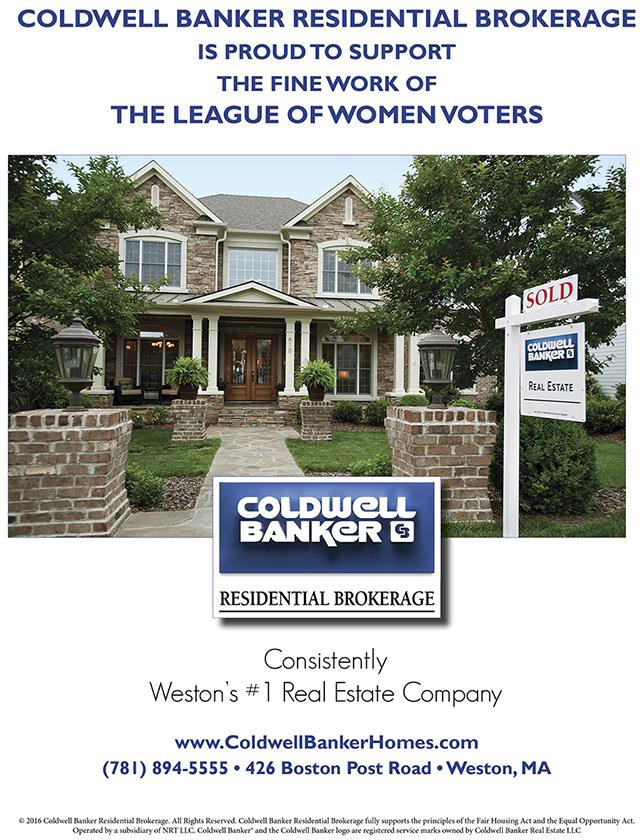 COLDWELL BANKER RESIDENTIAL BROKERAGE
IS PROUD TO SUPPORT
THE FINE WORK OF
THE LEAGUE OF WOMEN VOTERS
SOLD
COLDWELL
BANKER CB
REAL ESTATE
610
COLDWELL
BANKER CB
RESIDENTIAL BROKERAGE
Consistently
Weston's #1 Real Estate Company
www.ColdwellBankerHomes.com
(781) 894-5555 • 426 Boston Post Road • Weston, MA
© 2016 Coldwell Banker Residential Brokerage. All Rights Reserved. Coldwell Banker Residential Brokerage fully supports the principles of the Fair Housing Act and the Equal Opportunity Act.
Operated by a subsidiary of NRT LLC. Coldwell Banker® and the Coldwell Banker logo are registered service marks owned by Coldwell Banker Real Estate LLC